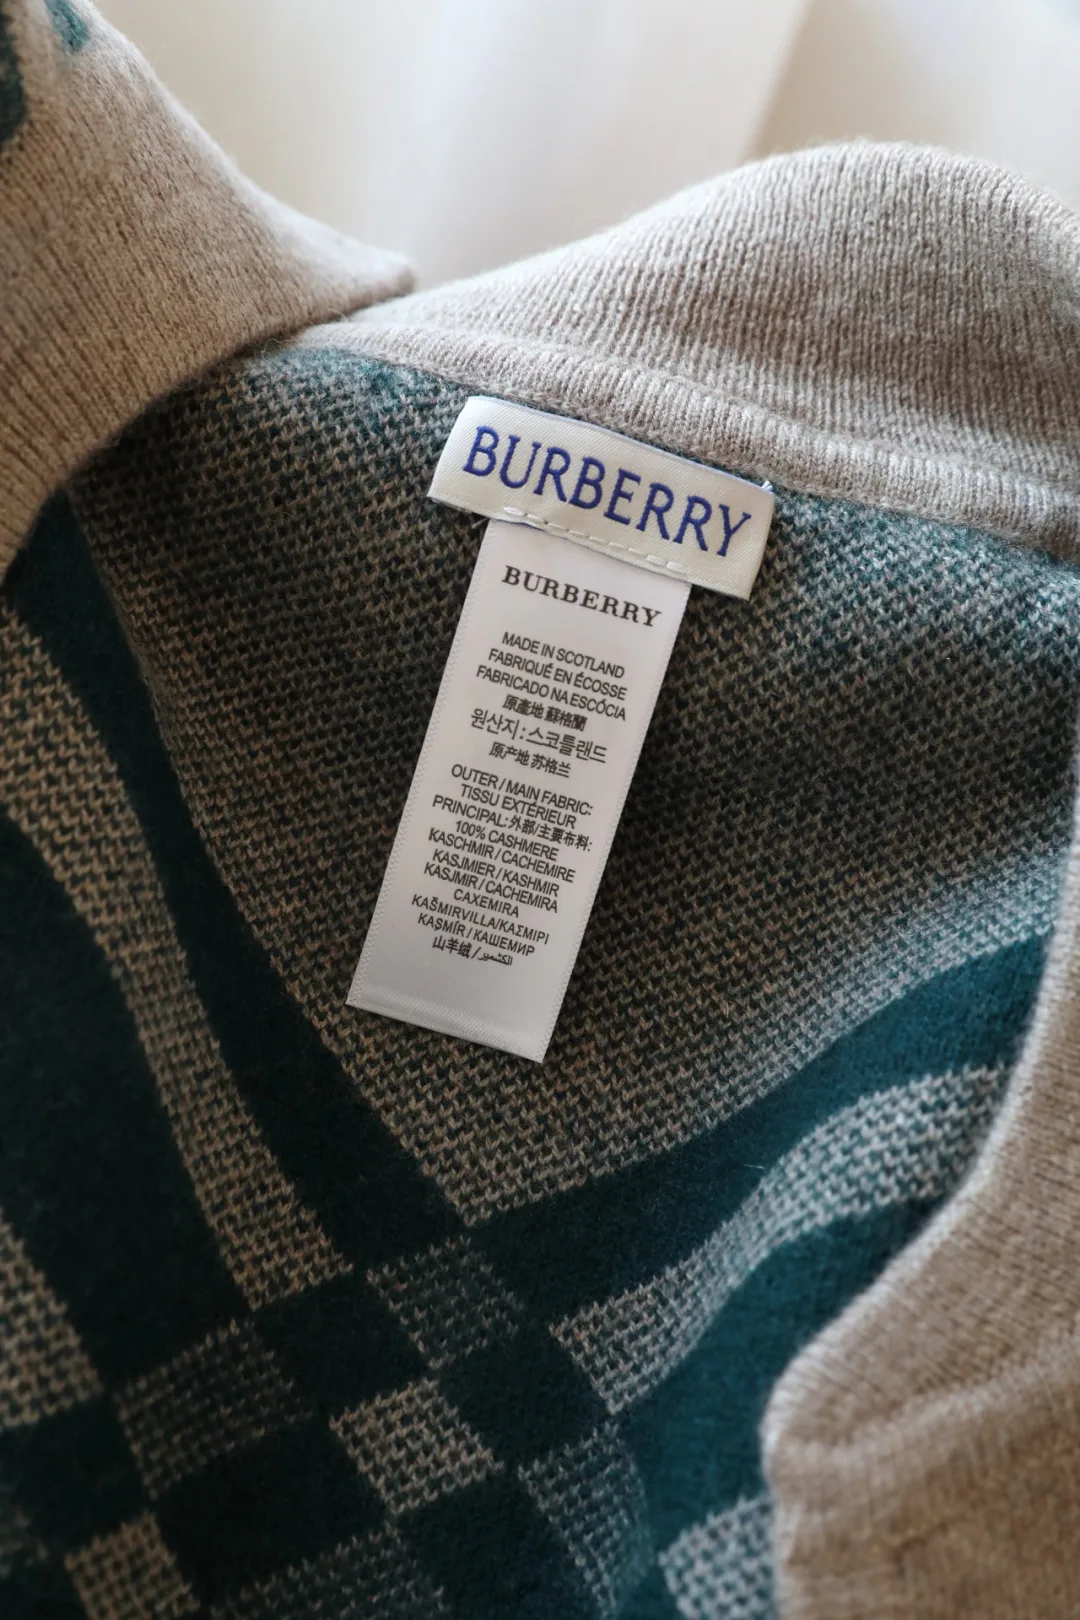 BURBERRY
BURBERRY
MADE IN SCOTLAND
FABRIQUÉ EN ÉCOSSE
FABRICADO NA ESCÓCIA
原產地 蘇格蘭
원산지: 스코틀랜드
原产地 苏格兰
OUTER / MAIN FABRIC:
TISSU EXTÉRIEUR
PRINCIPAL: 外部/主要布料:
100% CASHMERE
KASCHMIR / CACHEMIRE
KASJMIER / KASHMIR
KASJMIR / CACHEMIRA
CAXEMIRA
KAŠMIRVILLA/ΚΑΣΜΙΡΙ
KAŞMİR / КАШЕМИР
山羊绒 / الكشمير